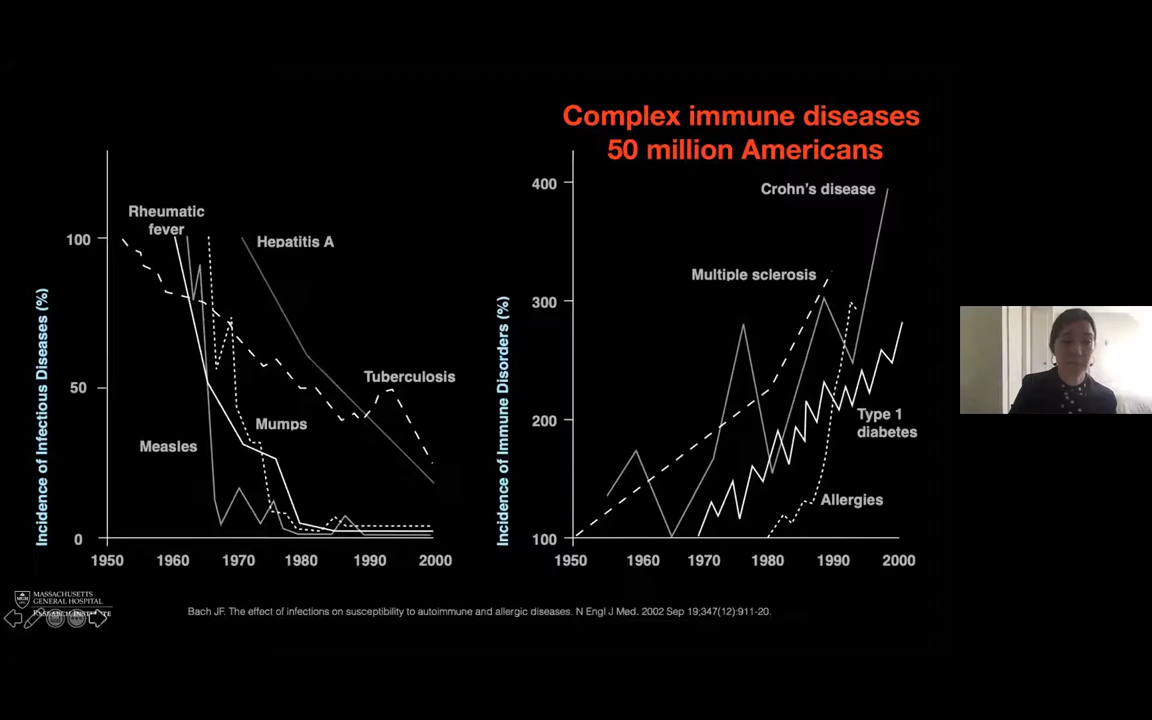 Complex immune diseases
50 million Americans
Incidence of Infectious Diseases (%)
100
50
0
Rheumatic
fever
Hepatitis A
Tuberculosis
Mumps
Measles
1950
1960
1970
1980
1990
2000
Incidence of Immune Disorders (%)
400
300
200
100
Crohn's disease
Multiple sclerosis
Type 1
diabetes
Allergies
1950
1960
1970
1980
1990
2000
MASSACHUSETTS
GENERAL HOSPITAL
Bach JF. The effect of infections on susceptibility to autoimmune and allergic diseases. N Engl J Med. 2002 Sep 19;347(12):911-20.